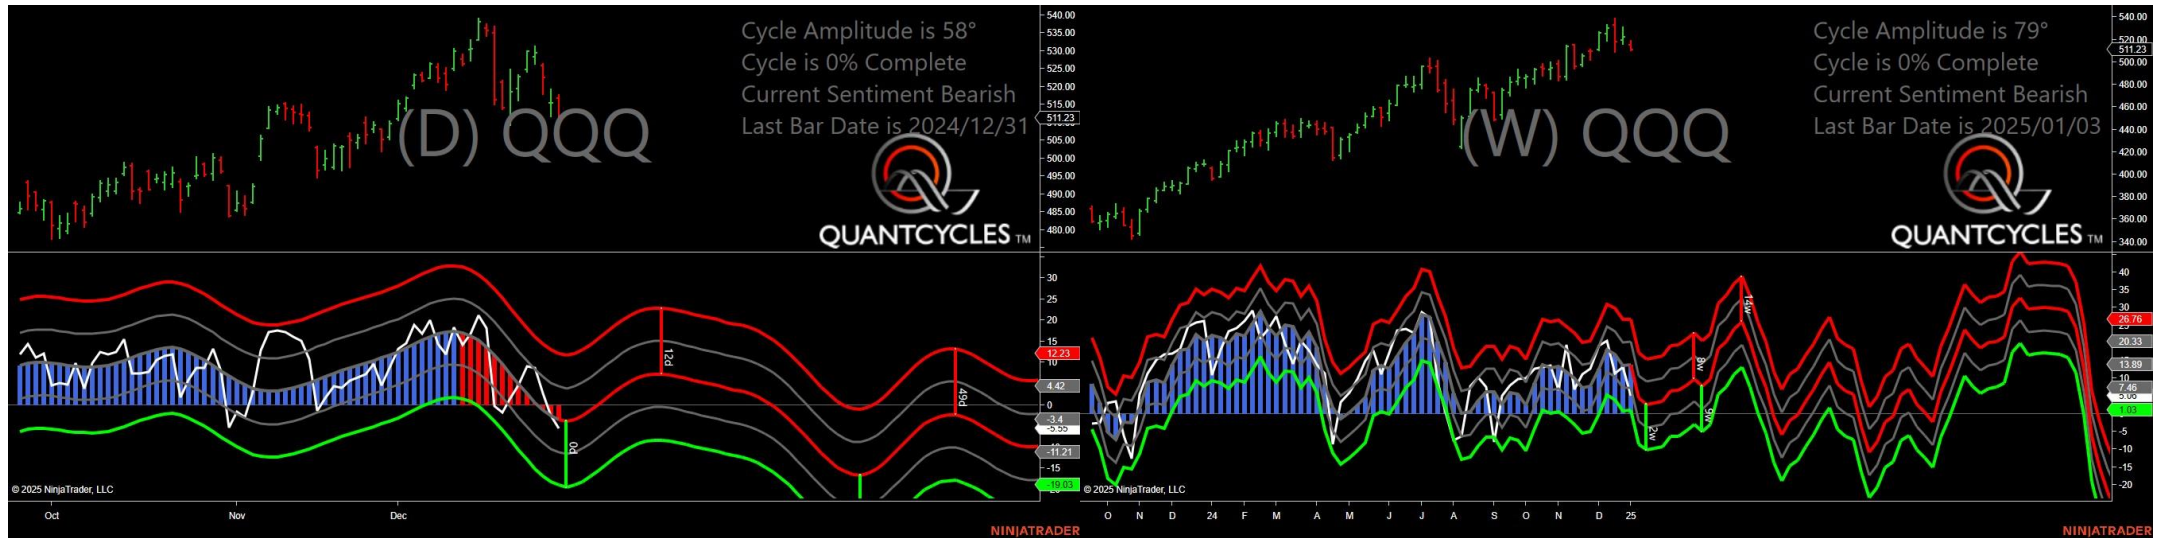 Cycle Amplitude is 58°
Cycle is 0% Complete
Current Sentiment Bearish
Last Bar Date is 2024/12/31
(D) QQQ
QUANTCYCLES TM
540.00
535.00
530.00
525.00
520.00
515.00
511.23
505.00
500.00
495.00
490.00
485.00
480.00
30
25
20
15
12.23
4.42
0
-3.4
-5.55
-11.21
-15
-19.03
12d
49d
0d
© 2025 NinjaTrader, LLC
Oct Nov Dec
NINJATRADER
Cycle Amplitude is 79°
Cycle is 0% Complete
Current Sentiment Bearish
Last Bar Date is 2025/01/03
(W) QQQ
QUANTCYCLES TM
540.00
520.00
511.23
500.00
480.00
460.00
440.00
420.00
400.00
380.00
360.00
340.00
40
35
30
26.76
25
20.33
13.89
10
7.46
5.06
1.03
-5
-10
-15
-20
14w
8w
2w
© 2025 NinjaTrader, LLC
O N D 24 F M A M J J A S O N D 25
NINJATRADER